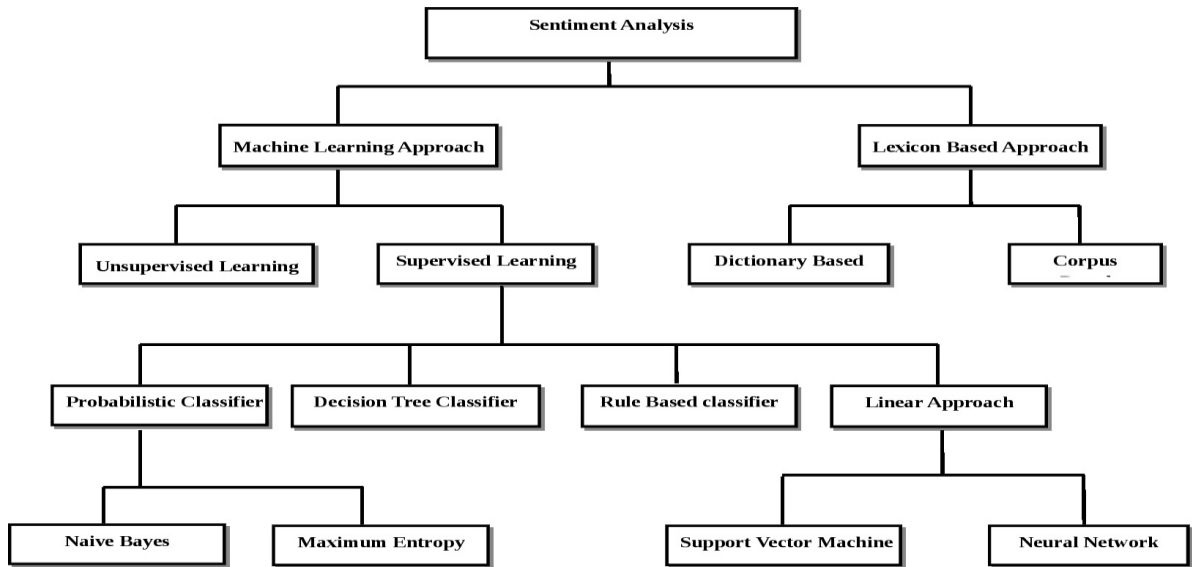 Sentiment Analysis
Machine Learning Approach
Lexicon Based Approach
Unsupervised Learning
Supervised Learning
Dictionary Based
Corpus
Probabilistic Classifier
Decision Tree Classifier
Rule Based classifier
Linear Approach
Naive Bayes
Maximum Entropy
Support Vector Machine
Neural Network